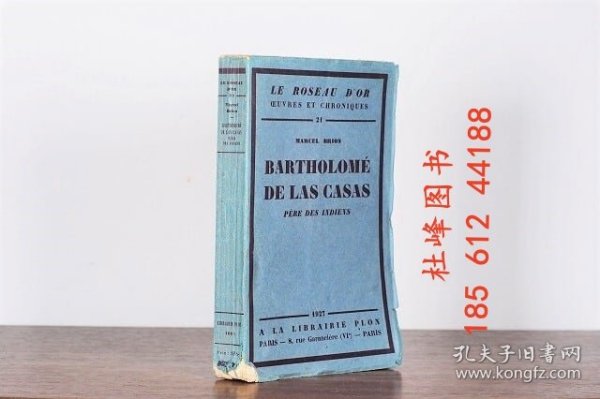 LE ROSEAU D'OR
ŒUVRES ET CHRONIQUES
21
MARCEL BRION
BARTHOLOMÉ
DE LAS CASAS
PÈRE DES INDIENS
1927
A LA LIBRAIRIE PLON
PARIS — 8, rue Garancière (VIe) — PARIS
杜峰图书
185 612 44188
孔夫子旧书网
www.kongfz.com